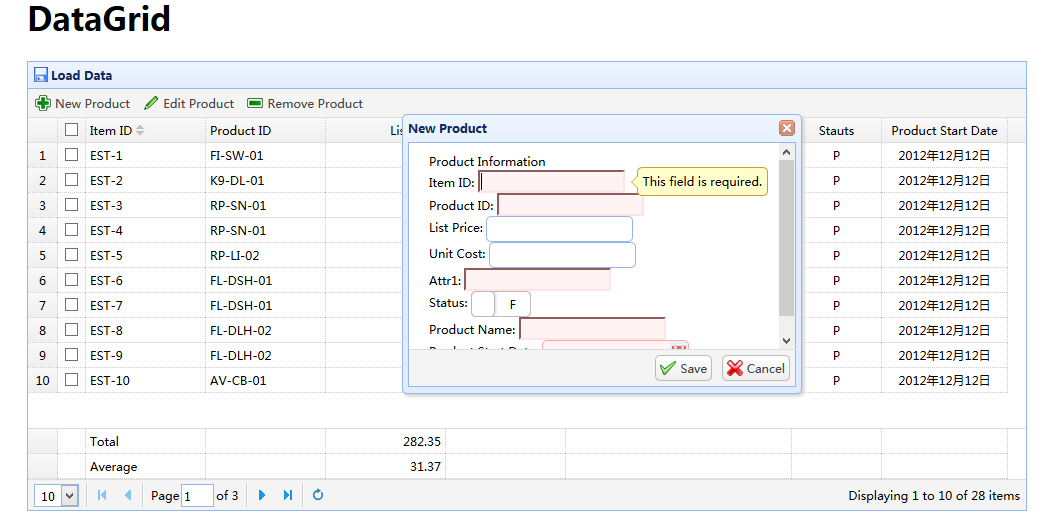 DataGrid
Load Data
New Product Edit Product Remove Product
Item ID Product ID Lis Stauts Product Start Date
1 EST-1 FI-SW-01 P 2012年12月12日
2 EST-2 K9-DL-01 P 2012年12月12日
3 EST-3 RP-SN-01 P 2012年12月12日
4 EST-4 RP-SN-01 P 2012年12月12日
5 EST-5 RP-LI-02 P 2012年12月12日
6 EST-6 FL-DSH-01 P 2012年12月12日
7 EST-7 FL-DSH-01 P 2012年12月12日
8 EST-8 FL-DLH-02 P 2012年12月12日
9 EST-9 FL-DLH-02 P 2012年12月12日
10 EST-10 AV-CB-01 P 2012年12月12日
New Product
Product Information
Item ID: This field is required.
Product ID:
List Price:
Unit Cost:
Attr1:
Status: F
Product Name:
Save Cancel
Total 282.35
Average 31.37
10 Page 1 of 3 Displaying 1 to 10 of 28 items